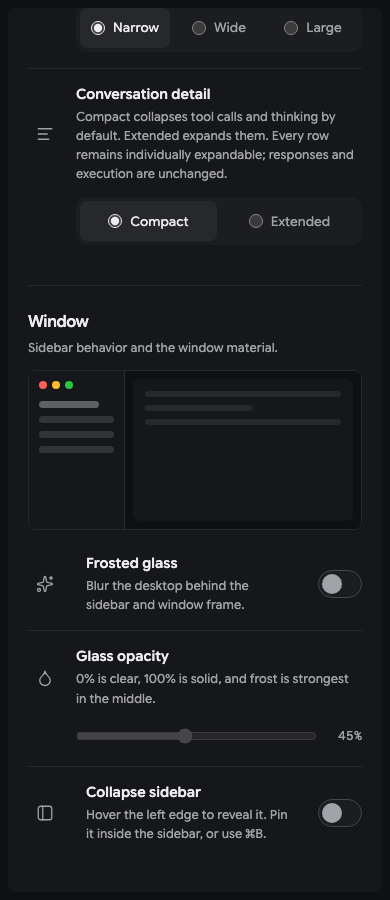 Narrow
Wide
Large
Conversation detail
Compact collapses tool calls and thinking by
default. Extended expands them. Every row
remains individually expandable; responses and
execution are unchanged.
Compact
Extended
Window
Sidebar behavior and the window material.
Frosted glass
Blur the desktop behind the
sidebar and window frame.
Glass opacity
0% is clear, 100% is solid, and frost is strongest
in the middle.
45%
Collapse sidebar
Hover the left edge to reveal it. Pin
it inside the sidebar, or use ⌘B.